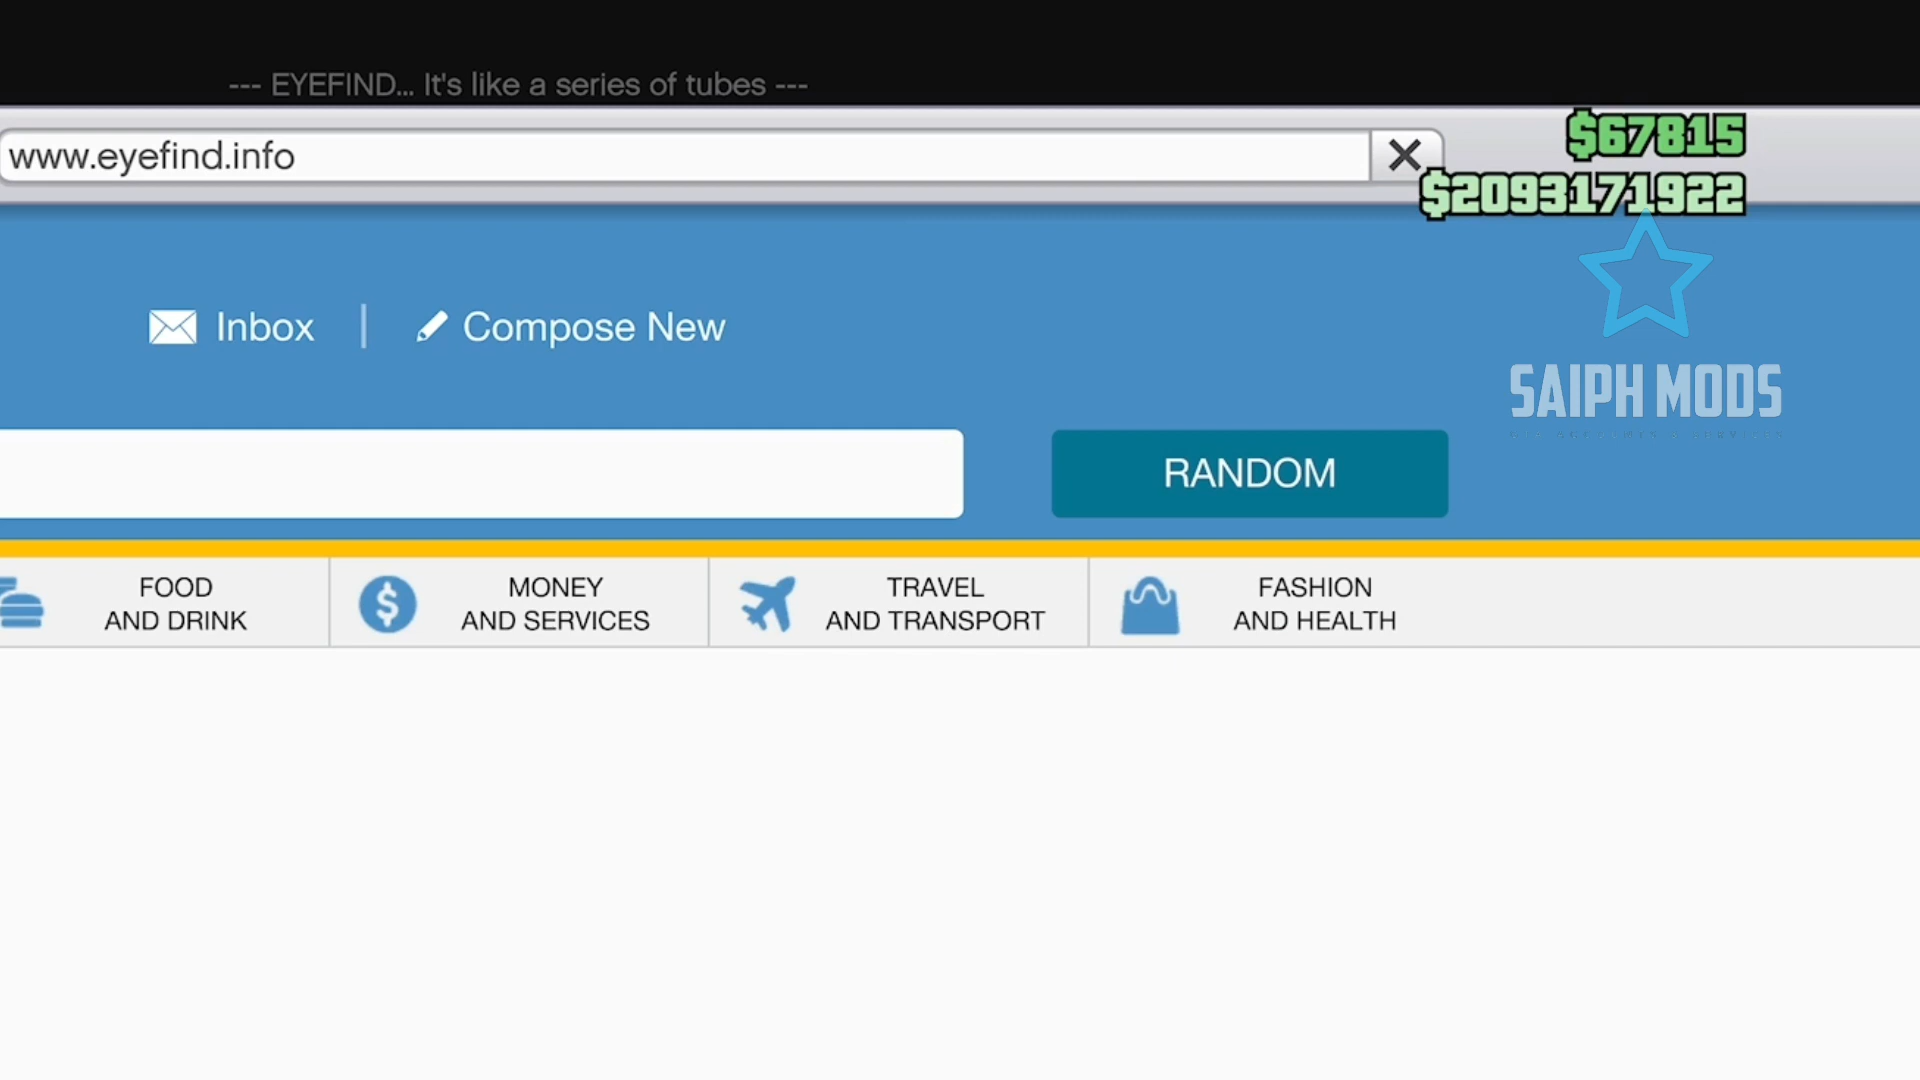 --- EYEFIND... It's like a series of tubes ---
www.eyefind.info
$67815
$2093171922
Inbox
Compose New
SAIPH MODS
RANDOM
FOOD
AND DRINK
MONEY
AND SERVICES
TRAVEL
AND TRANSPORT
FASHION
AND HEALTH